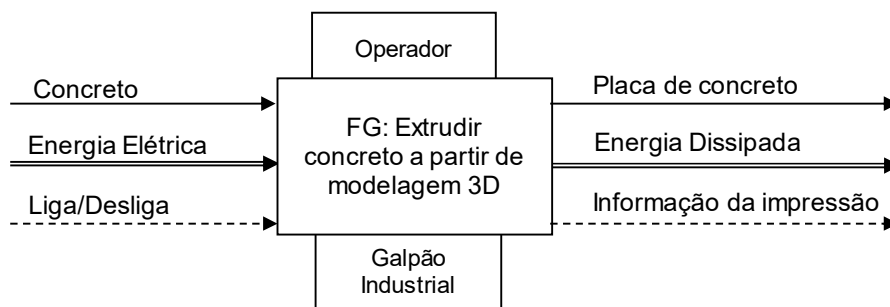 Operador
Concreto
Energia Elétrica
Liga/Desliga
FG: Extrudir
concreto a partir de
modelagem 3D
Placa de concreto
Energia Dissipada
Informação da impressão
Galpão
Industrial